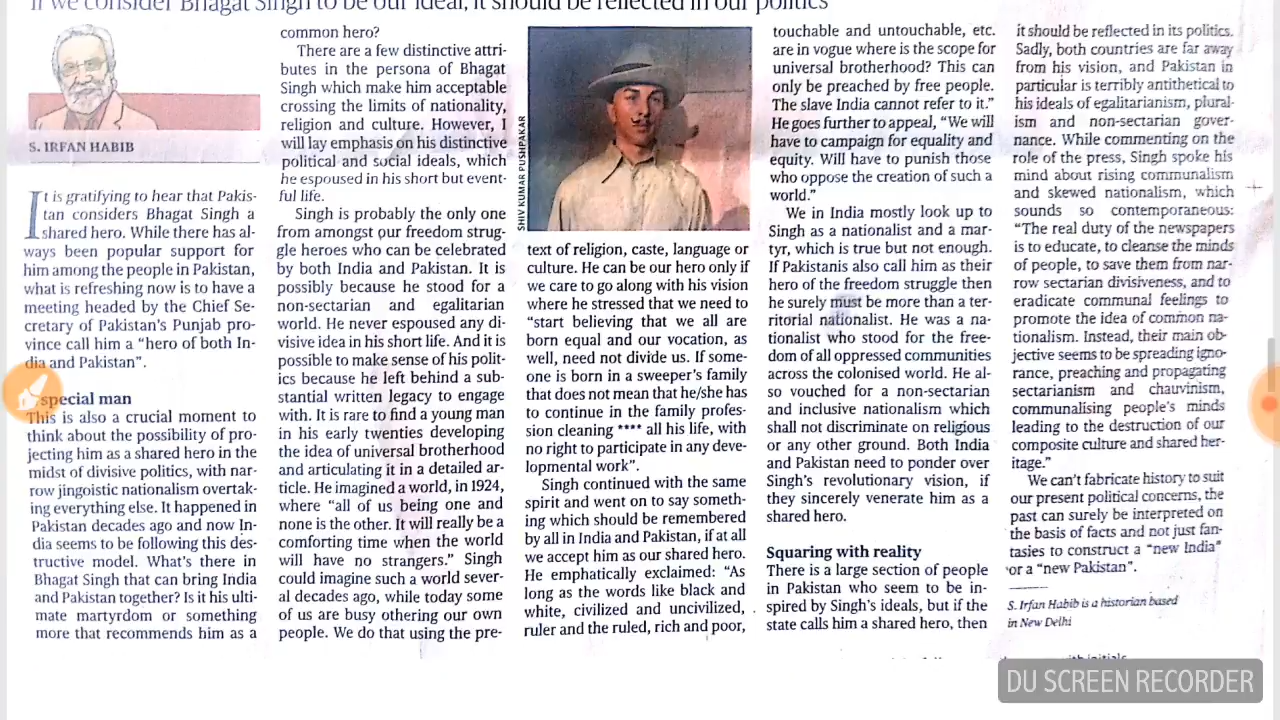 If we consider Bhagat Singh to be our ideal, it should be reflected in our politics
S. IRFAN HABIB
It is gratifying to hear that Pakis-
tan considers Bhagat Singh a
shared hero. While there has al-
ways been popular support for
him among the people in Pakistan,
what is refreshing now is to have a
meeting headed by the Chief Se-
cretary of Pakistan's Punjab pro-
vince call him a “hero of both In-
dia and Pakistan”.
special man
This is also a crucial moment to
think about the possibility of pro-
jecting him as a shared hero in the
midst of divisive politics, with nar-
row jingoistic nationalism overtak-
ing everything else. It happened in
Pakistan decades ago and now In-
dia seems to be following this des-
tructive model. What's there in
Bhagat Singh that can bring India
and Pakistan together? Is it his ulti-
mate martyrdom or something
more that recommends him as a
common hero?
There are a few distinctive attri-
butes in the persona of Bhagat
Singh which make him acceptable
crossing the limits of nationality,
religion and culture. However, I
will lay emphasis on his distinctive
political and social ideals, which
he espoused in his short but event-
ful life.
Singh is probably the only one
from amongst our freedom strug-
gle heroes who can be celebrated
by both India and Pakistan. It is
possibly because he stood for a
non-sectarian and egalitarian
world. He never espoused any di-
visive idea in his short life. And it is
possible to make sense of his polit-
ics because he left behind a sub-
stantial written legacy to engage
with. It is rare to find a young man
in his early twenties developing
the idea of universal brotherhood
and articulating it in a detailed ar-
ticle. He imagined a world, in 1924,
where “all of us being one and
none is the other. It will really be a
comforting time when the world
will have no strangers.” Singh
could imagine such a world sever-
al decades ago, while today some
of us are busy othering our own
people. We do that using the pre-
SHIV KUMAR PUSHPAKAR
text of religion, caste, language or
culture. He can be our hero only if
we care to go along with his vision
where he stressed that we need to
“start believing that we all are
born equal and our vocation, as
well, need not divide us. If some-
one is born in a sweeper's family
that does not mean that he/she has
to continue in the family profes-
sion cleaning **** all his life, with
no right to participate in any deve-
lopmental work”.
Singh continued with the same
spirit and went on to say someth-
ing which should be remembered
by all in India and Pakistan, if at all
we accept him as our shared hero.
He emphatically exclaimed: “As
long as the words like black and
white, civilized and uncivilized,
ruler and the ruled, rich and poor,
touchable and untouchable, etc.
are in vogue where is the scope for
universal brotherhood? This can
only be preached by free people.
The slave India cannot refer to it.”
He goes further to appeal, “We will
have to campaign for equality and
equity. Will have to punish those
who oppose the creation of such a
world.”
We in India mostly look up to
Singh as a nationalist and a mar-
tyr, which is true but not enough.
If Pakistanis also call him as their
hero of the freedom struggle then
he surely must be more than a ter-
ritorial nationalist. He was a na-
tionalist who stood for the free-
dom of all oppressed communities
across the colonised world. He al-
so vouched for a non-sectarian
and inclusive nationalism which
shall not discriminate on religious
or any other ground. Both India
and Pakistan need to ponder over
Singh's revolutionary vision, if
they sincerely venerate him as a
shared hero.
Squaring with reality
There is a large section of people
in Pakistan who seem to be in-
spired by Singh's ideals, but if the
state calls him a shared hero, then
it should be reflected in its politics.
Sadly, both countries are far away
from his vision, and Pakistan in
particular is terribly antithetical to
his ideals of egalitarianism, plural-
ism and non-sectarian gover-
nance. While commenting on the
role of the press, Singh spoke his
mind about rising communalism
and skewed nationalism, which
sounds so contemporaneous:
“The real duty of the newspapers
is to educate, to cleanse the minds
of people, to save them from nar-
row sectarian divisiveness, and to
eradicate communal feelings to
promote the idea of common na-
tionalism. Instead, their main ob-
jective seems to be spreading igno-
rance, preaching and propagating
sectarianism and chauvinism,
communalising people's minds
leading to the destruction of our
composite culture and shared her-
itage.”
We can't fabricate history to suit
our present political concerns, the
past can surely be interpreted on
the basis of facts and not just fan-
tasies to construct a “new India”
or a “new Pakistan”.
S. Irfan Habib is a historian based
in New Delhi
with initials
DU SCREEN RECORDER